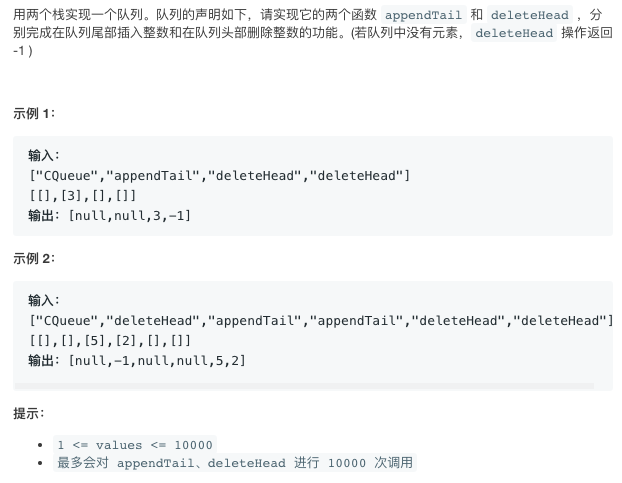 用两个栈实现一个队列。队列的声明如下，请实现它的两个函数 appendTail 和 deleteHead ，分
别完成在队列尾部插入整数和在队列头部删除整数的功能。(若队列中没有元素，deleteHead 操作返回
-1 )
示例 1：
输入：
["CQueue","appendTail","deleteHead","deleteHead"]
[[],[3],[],[]]
输出：[null,null,3,-1]
示例 2：
输入：
["CQueue","deleteHead","appendTail","appendTail","deleteHead","deleteHead"]
[[],[],[5],[2],[],[]]
输出：[null,-1,null,null,5,2]
提示：
• 1 <= values <= 10000
• 最多会对 appendTail、deleteHead 进行 10000 次调用